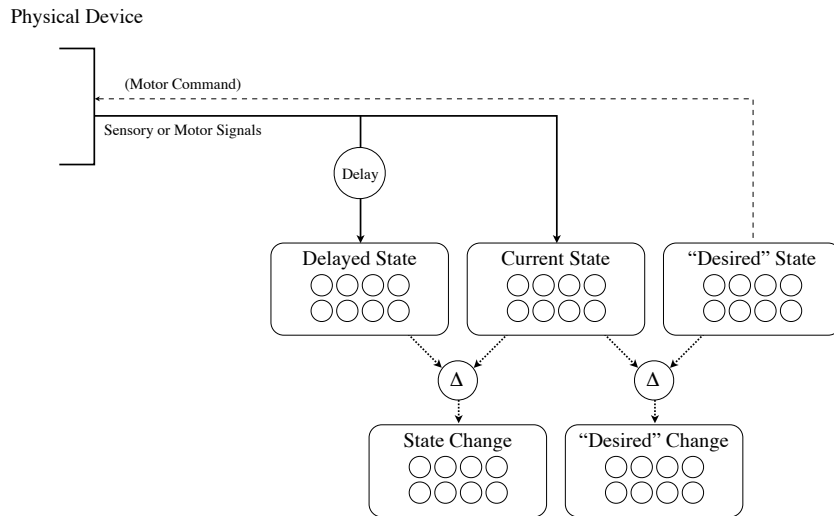 Physical Device
(Motor Command)
Sensory or Motor Signals
Delay
Delayed State
Current State
“Desired” State
Δ
Δ
State Change
“Desired” Change